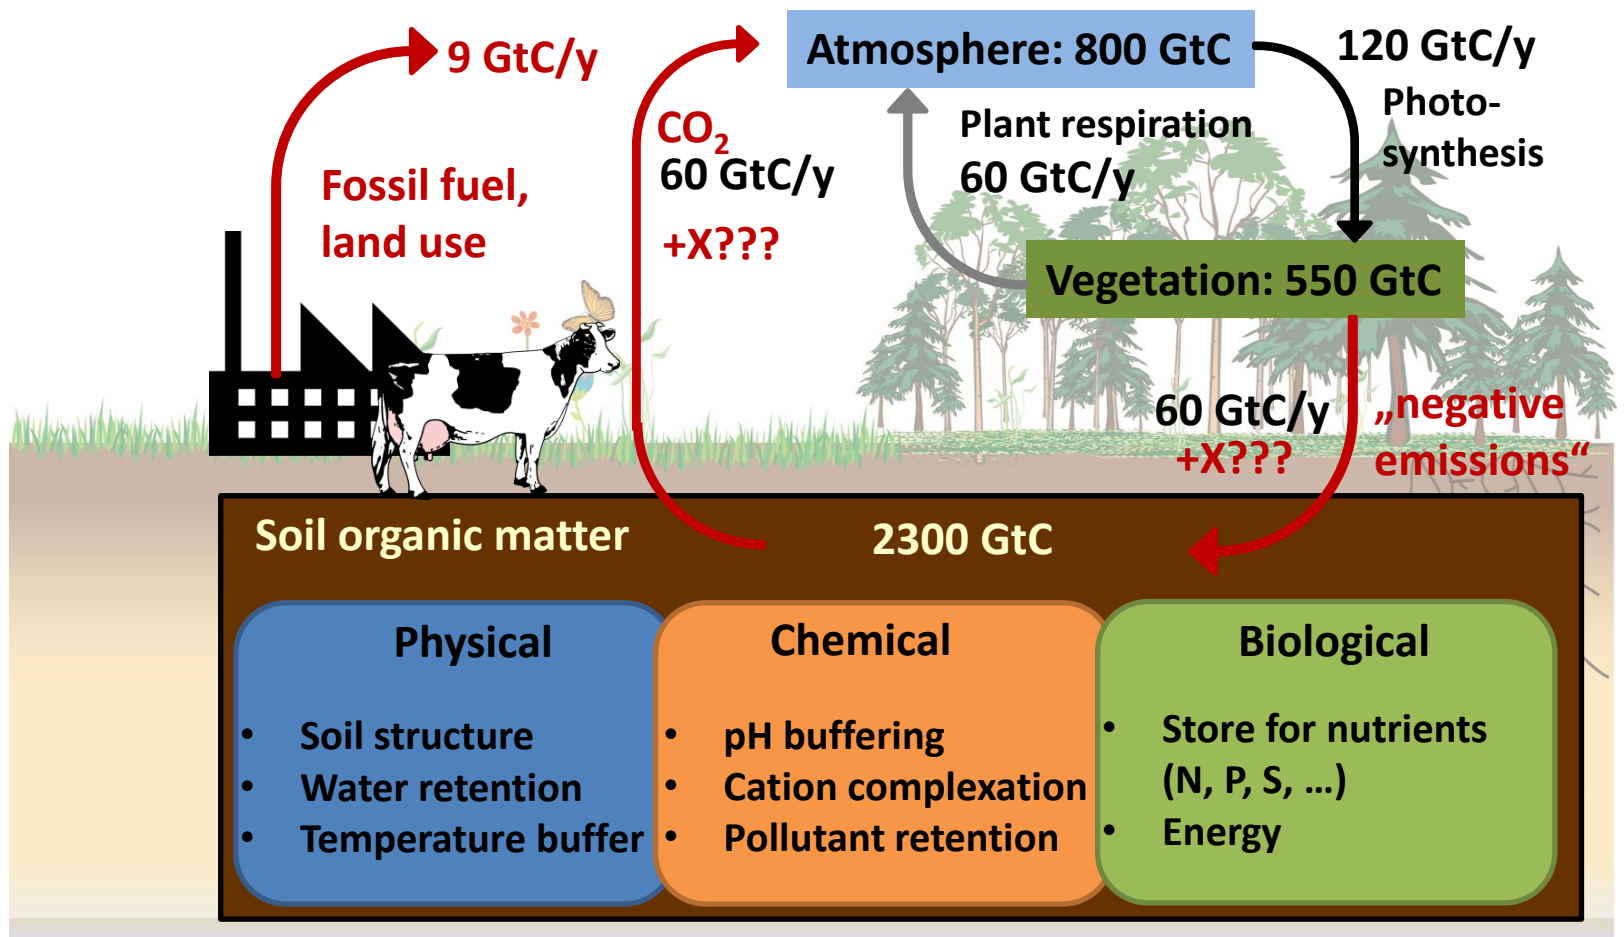 9 GtC/y
Fossil fuel,
land use
CO₂
60 GtC/y
+X???
Atmosphere: 800 GtC
Plant respiration
60 GtC/y
120 GtC/y
Photo-
synthesis
Vegetation: 550 GtC
60 GtC/y
+X???
„negative
emissions“
Soil organic matter
2300 GtC
Physical
• Soil structure
• Water retention
• Temperature buffer
Chemical
• pH buffering
• Cation complexation
• Pollutant retention
Biological
• Store for nutrients
(N, P, S, ...)
• Energy